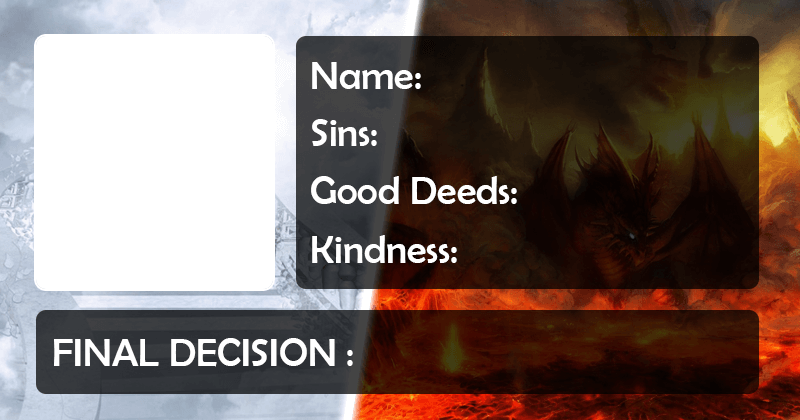 Name:
Sins:
Good Deeds:
Kindness:
FINAL DECISION :